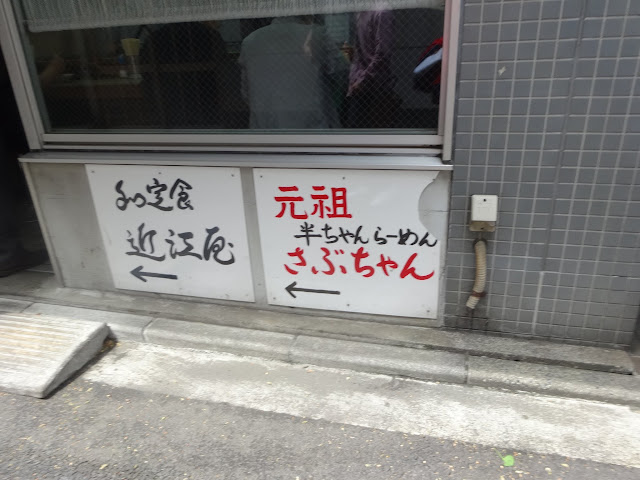 和定食
近江屋
←
元祖
半ちゃんらーめん
さぶちゃん
←